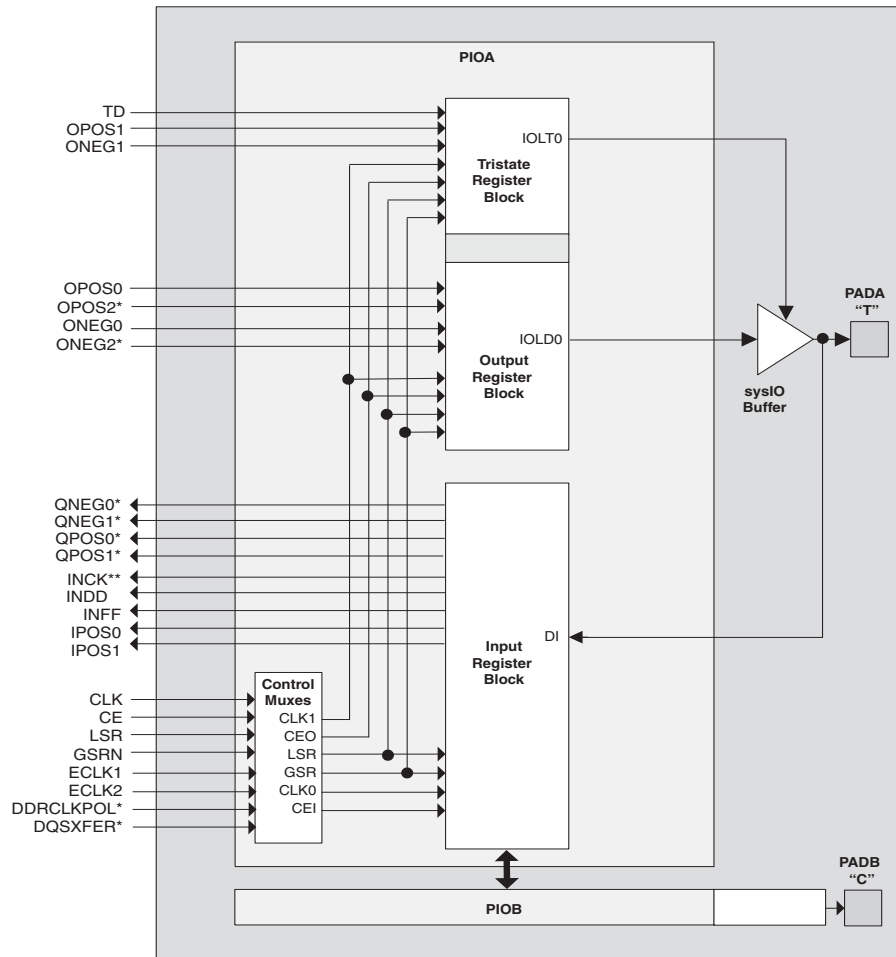 PIOA
TD
OPOS1
ONEG1
IOLT0
Tristate
Register
Block
OPOS0
OPOS2*
ONEG0
ONEG2*
IOLD0
Output
Register
Block
PADA
“T”
sysIO
Buffer
QNEG0*
QNEG1*
QPOS0*
QPOS1*
INCK**
INDD
INFF
IPOS0
IPOS1
DI
Input
Register
Block
CLK
CE
LSR
GSRN
ECLK1
ECLK2
DDRCLKPOL*
DQSXFER*
Control
Muxes
CLK1
CEO
LSR
GSR
CLK0
CEI
PADB
“C”
PIOB